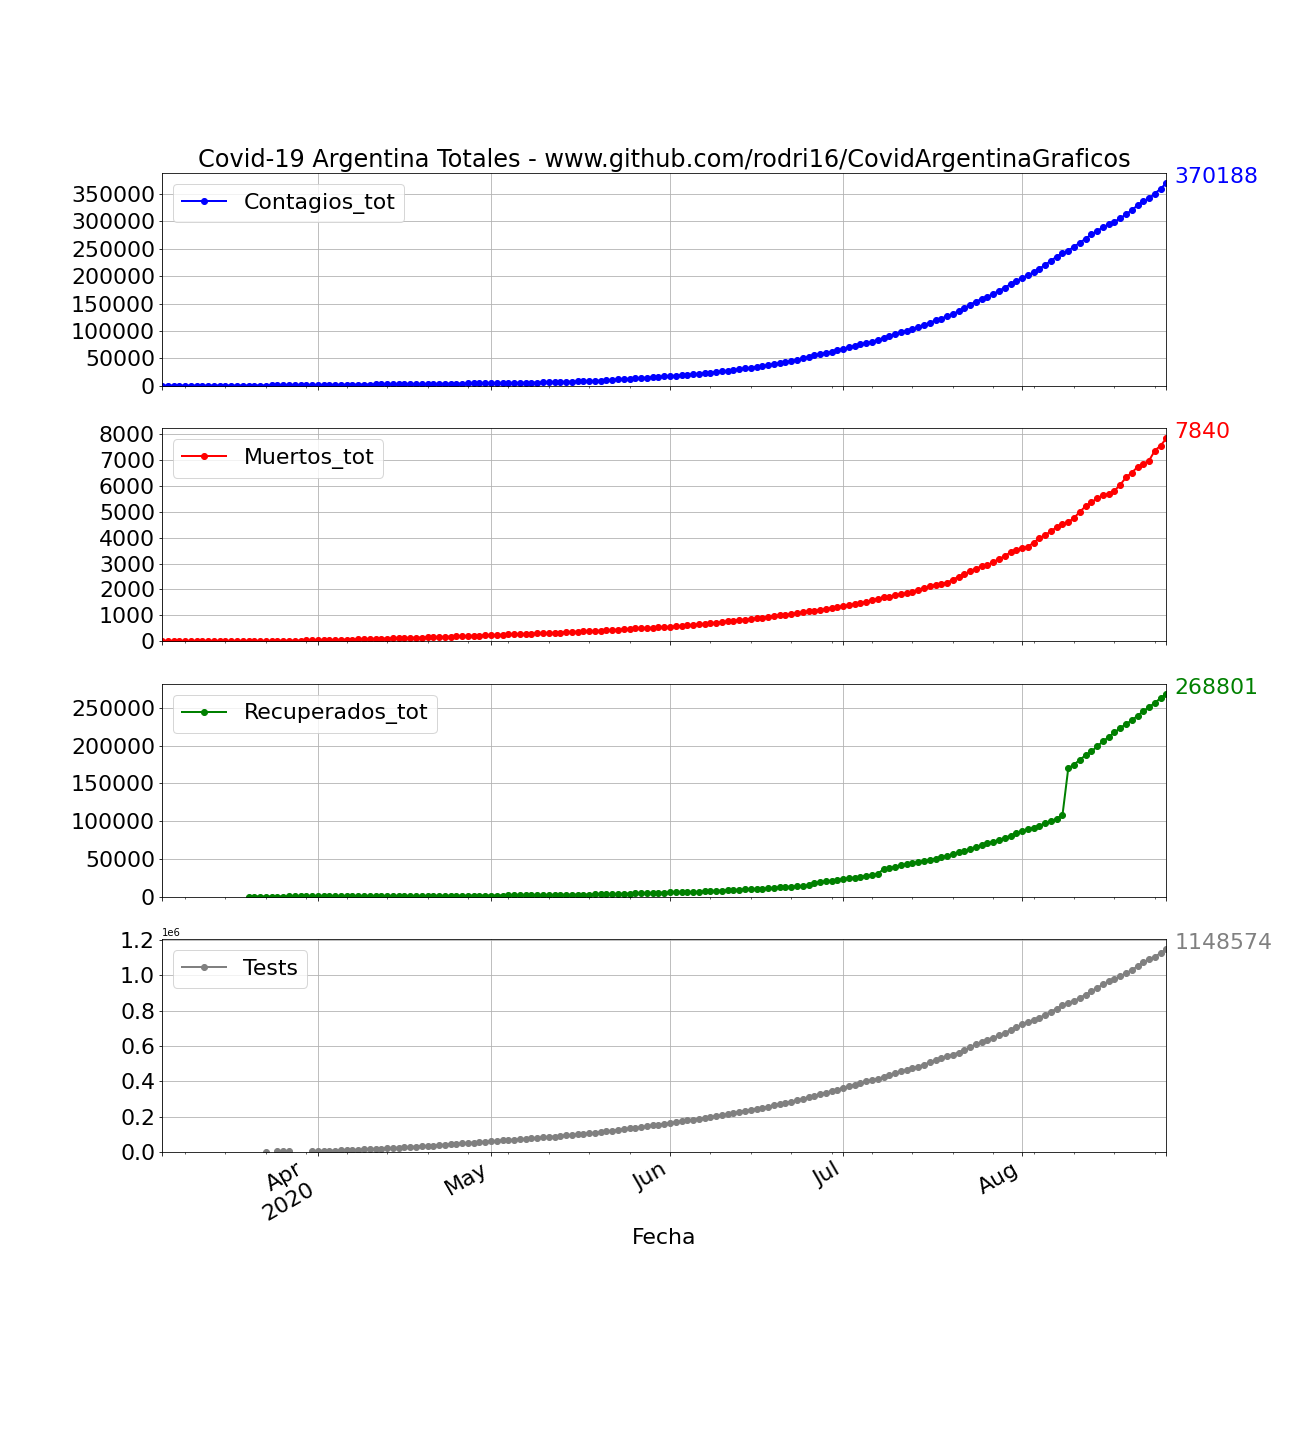 Covid-19 Argentina Totales - www.github.com/rodri16/CovidArgentinaGraficos
370188
350000
300000
250000
200000
150000
100000
50000
0
Contagios_tot
7840
8000
7000
6000
5000
4000
3000
2000
1000
0
Muertos_tot
268801
250000
200000
150000
100000
50000
0
Recuperados_tot
1e6
1148574
1.2
1.0
0.8
0.6
0.4
0.2
0.0
Tests
Apr
2020
May
Jun
Jul
Aug
Fecha